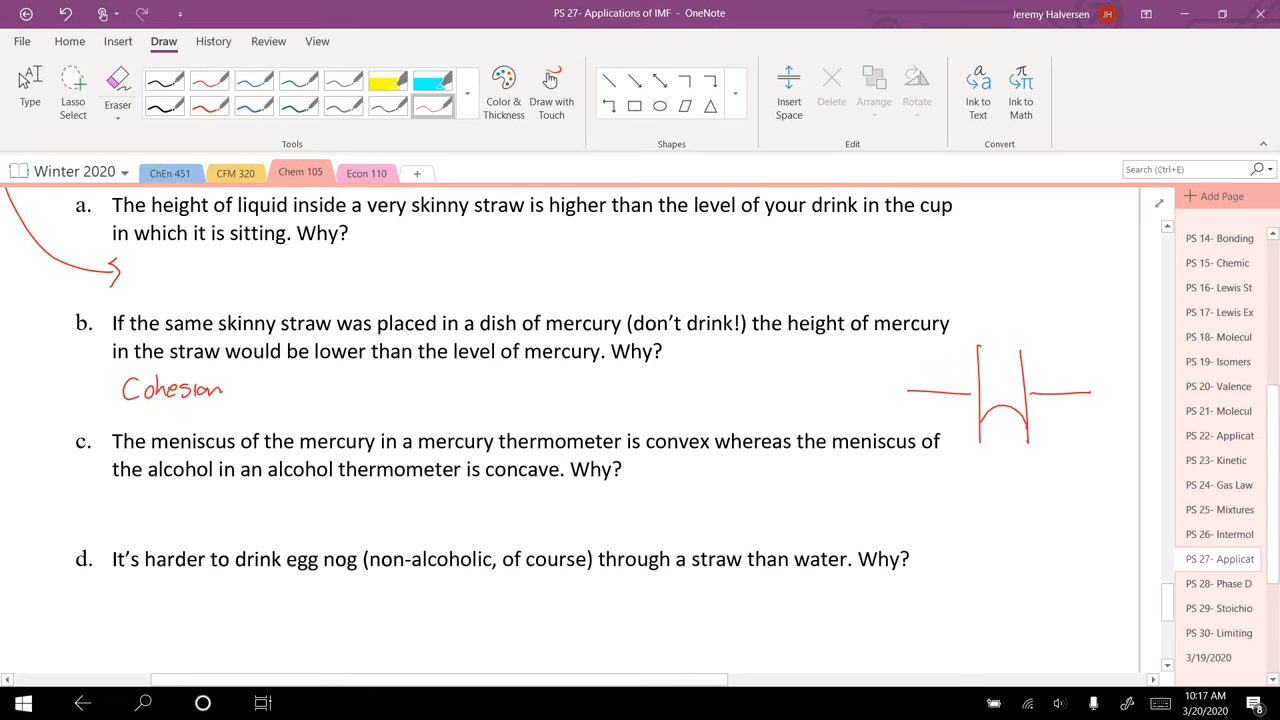 PS 27- Applications of IMF - OneNote
Jeremy Halversen
JH
File
Home
Insert
Draw
History
Review
View
Type
Lasso
Select
Eraser
Color &
Thickness
Draw with
Touch
Insert
Space
Delete
Arrange
Rotate
Ink to
Text
Ink to
Math
Tools
Shapes
Edit
Convert
Winter 2020
ChEn 451
CFM 320
Chem 105
Econ 110
Search (Ctrl+E)
Add Page
a. The height of liquid inside a very skinny straw is higher than the level of your drink in the cup
in which it is sitting. Why?
b. If the same skinny straw was placed in a dish of mercury (don't drink!) the height of mercury
in the straw would be lower than the level of mercury. Why?
Cohesion
c. The meniscus of the mercury in a mercury thermometer is convex whereas the meniscus of
the alcohol in an alcohol thermometer is concave. Why?
d. It's harder to drink egg nog (non-alcoholic, of course) through a straw than water. Why?
PS 14- Bonding
PS 15- Chemic
PS 16- Lewis St
PS 17- Lewis Ex
PS 18- Molecul
PS 19- Isomers
PS 20- Valence
PS 21- Molecul
PS 22- Applicat
PS 23- Kinetic
PS 24- Gas Law
PS 25- Mixtures
PS 26- Intermol
PS 27- Applicat
PS 28- Phase D
PS 29- Stoichio
PS 30- Limiting
3/19/2020
10:17 AM
3/20/2020
8